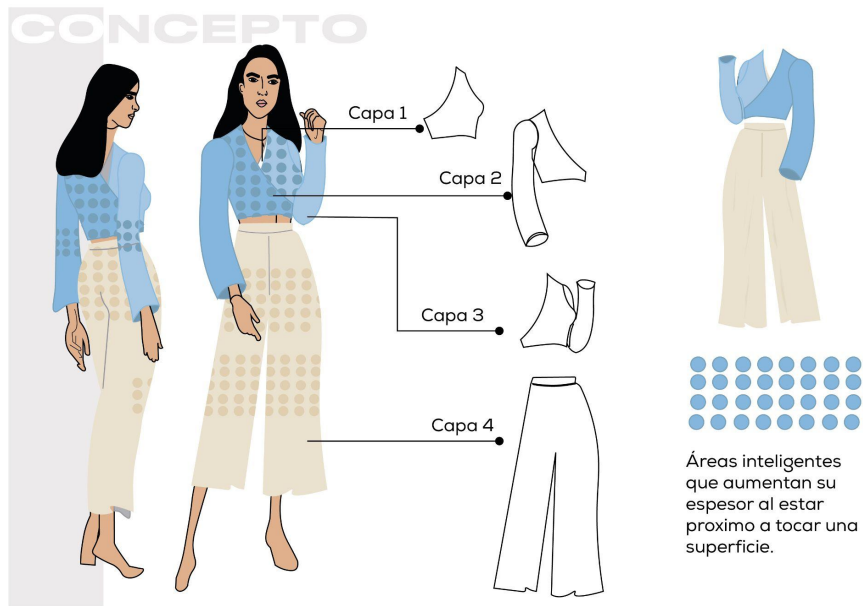 CONCEPTO
Capa 1
Capa 2
Capa 3
Capa 4
Áreas inteligentes
que aumentan su
espesor al estar
proximo a tocar una
superficie.